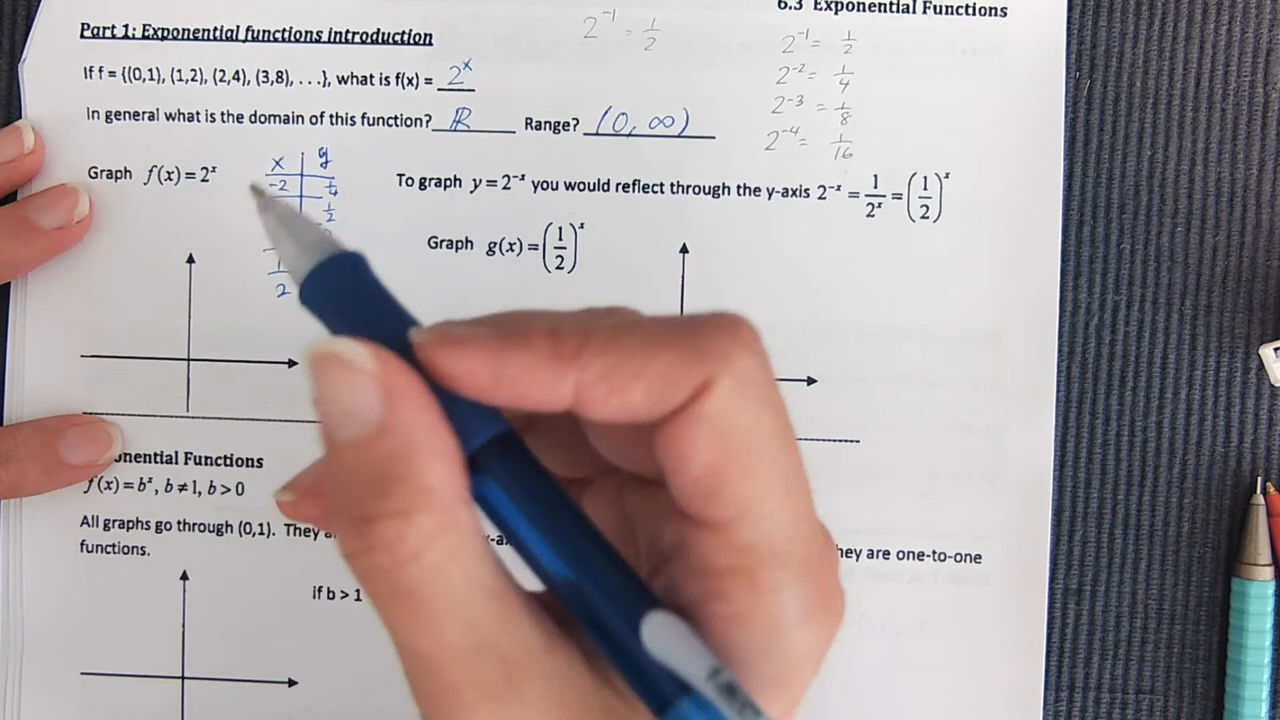 6.3 Exponential Functions
Part 1: Exponential functions introduction
2⁻¹ = 1/2
2⁻¹ = 1/2
If f = {(0,1), (1,2), (2,4), (3,8), . . .}, what is f(x) = 2ˣ
2⁻² = 1/4
2⁻³ = 1/8
In general what is the domain of this function? ℝ Range? (0, ∞)
2⁻⁴ = 1/16
Graph f(x) = 2ˣ
x | y
-2 | 1/4
1/2
2
To graph y = 2⁻ˣ you would reflect through the y-axis 2⁻ˣ = 1/2ˣ = (1/2)ˣ
Graph g(x) = (1/2)ˣ
Functions
f(x) = bˣ, b ≠ 1, b > 0
All graphs go through (0,1). They they are one-to-one
functions.
if b > 1